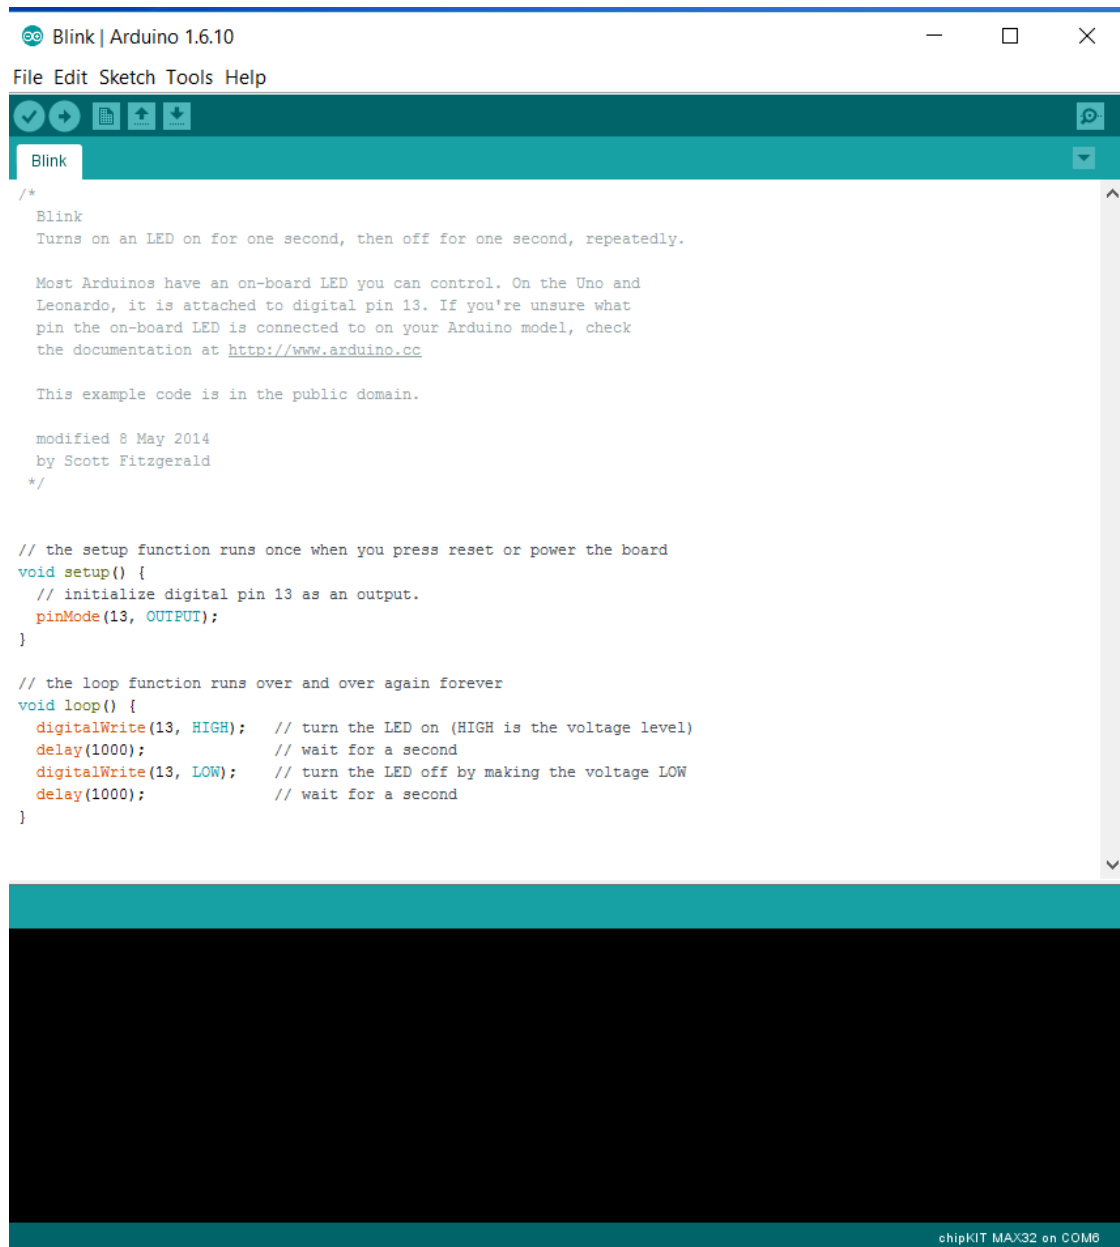 Blink | Arduino 1.6.10
File Edit Sketch Tools Help
Blink
/*
  Blink
  Turns on an LED on for one second, then off for one second, repeatedly.

  Most Arduinos have an on-board LED you can control. On the Uno and
  Leonardo, it is attached to digital pin 13. If you're unsure what
  pin the on-board LED is connected to on your Arduino model, check
  the documentation at http://www.arduino.cc

  This example code is in the public domain.

  modified 8 May 2014
  by Scott Fitzgerald
 */

// the setup function runs once when you press reset or power the board
void setup() {
  // initialize digital pin 13 as an output.
  pinMode(13, OUTPUT);
}

// the loop function runs over and over again forever
void loop() {
  digitalWrite(13, HIGH);   // turn the LED on (HIGH is the voltage level)
  delay(1000);              // wait for a second
  digitalWrite(13, LOW);    // turn the LED off by making the voltage LOW
  delay(1000);              // wait for a second
}
chipKIT MAX32 on COM6